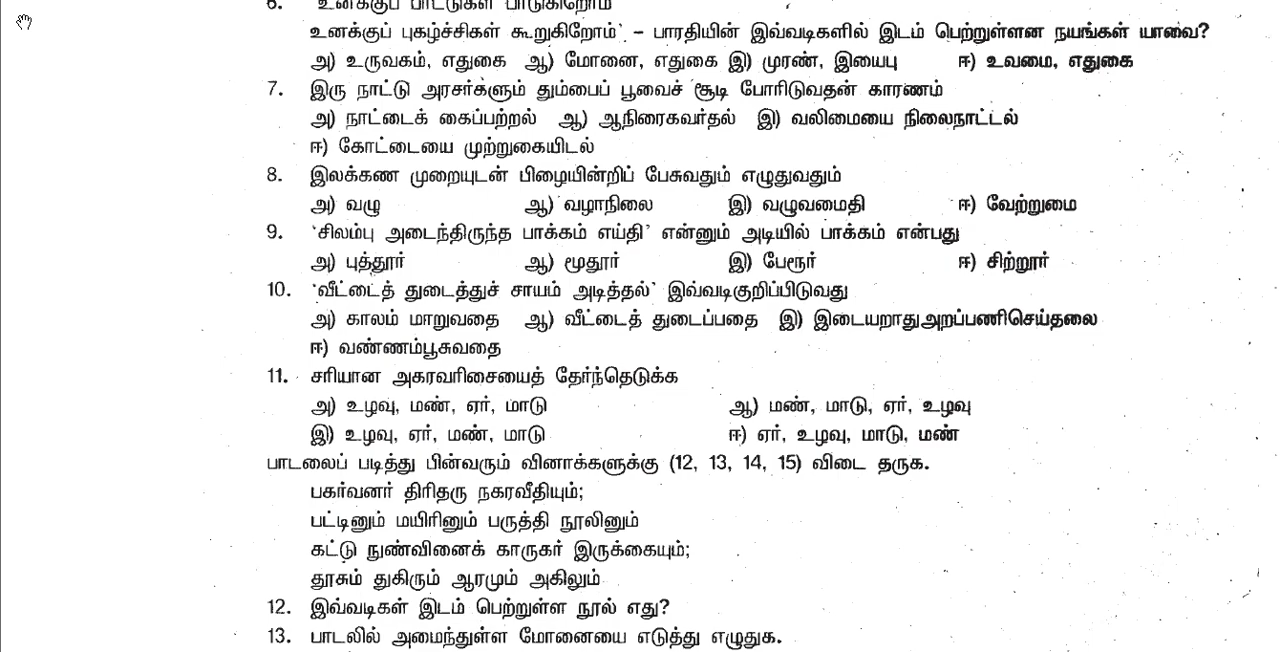 6. 'உனக்குப் பாட்டுகள் பாடுகிறோம்
உனக்குப் புகழ்ச்சிகள் கூறுகிறோம்' – பாரதியின் இவ்வடிகளில் இடம் பெற்றுள்ளன நயங்கள் யாவை?
அ) உருவகம், எதுகை ஆ) மோனை, எதுகை இ) முரண், இயைபு ஈ) உவமை, எதுகை
7. இரு நாட்டு அரசர்களும் தும்பைப் பூவைச் சூடி போரிடுவதன் காரணம்
அ) நாட்டைக் கைப்பற்றல் ஆ) ஆநிரைகவர்தல் இ) வலிமையை நிலைநாட்டல்
ஈ) கோட்டையை முற்றுகையிடல்
8. இலக்கண முறையுடன் பிழையின்றிப் பேசுவதும் எழுதுவதும்
அ) வழு ஆ) வழாநிலை இ) வழுவமைதி ஈ) வேற்றுமை
9. 'சிலம்பு அடைந்திருந்த பாக்கம் எய்தி' என்னும் அடியில் பாக்கம் என்பது
அ) புத்தூர் ஆ) மூதூர் இ) பேரூர் ஈ) சிற்றூர்
10. 'வீட்டைத் துடைத்துச் சாயம் அடித்தல்' இவ்வடிகுறிப்பிடுவது
அ) காலம் மாறுவதை ஆ) வீட்டைத் துடைப்பதை இ) இடையறாதுஅறப்பணிசெய்தலை
ஈ) வண்ணம்பூசுவதை
11. சரியான அகரவரிசையைத் தேர்ந்தெடுக்க
அ) உழவு, மண், ஏர், மாடு ஆ) மண், மாடு, ஏர், உழவு
இ) உழவு, ஏர், மண், மாடு ஈ) ஏர், உழவு, மாடு, மண்
பாடலைப் படித்து பின்வரும் வினாக்களுக்கு (12, 13, 14, 15) விடை தருக.
பகர்வனர் திரிதரு நகரவீதியும்;
பட்டினும் மயிரினும் பருத்தி நூலினும்
கட்டு நுண்வினைக் காருகர் இருக்கையும்;
தூசும் துகிரும் ஆரமும் அகிலும்
12. இவ்வடிகள் இடம் பெற்றுள்ள நூல் எது?
13. பாடலில் அமைந்துள்ள மோனையை எடுத்து எழுதுக.